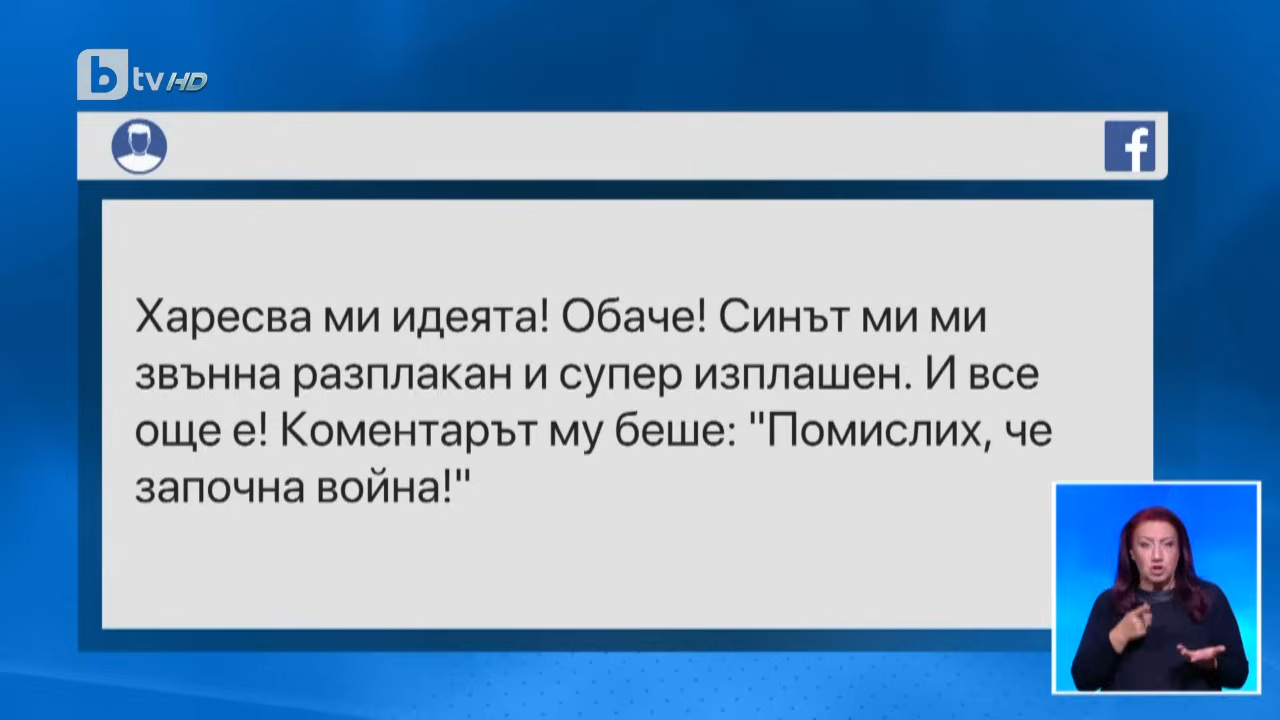 btv HD
f
Харесва ми идеята! Обаче! Синът ми ми
звънна разплакан и супер изплашен. И все
още е! Коментарът му беше: "Помислих, че
започна война!"